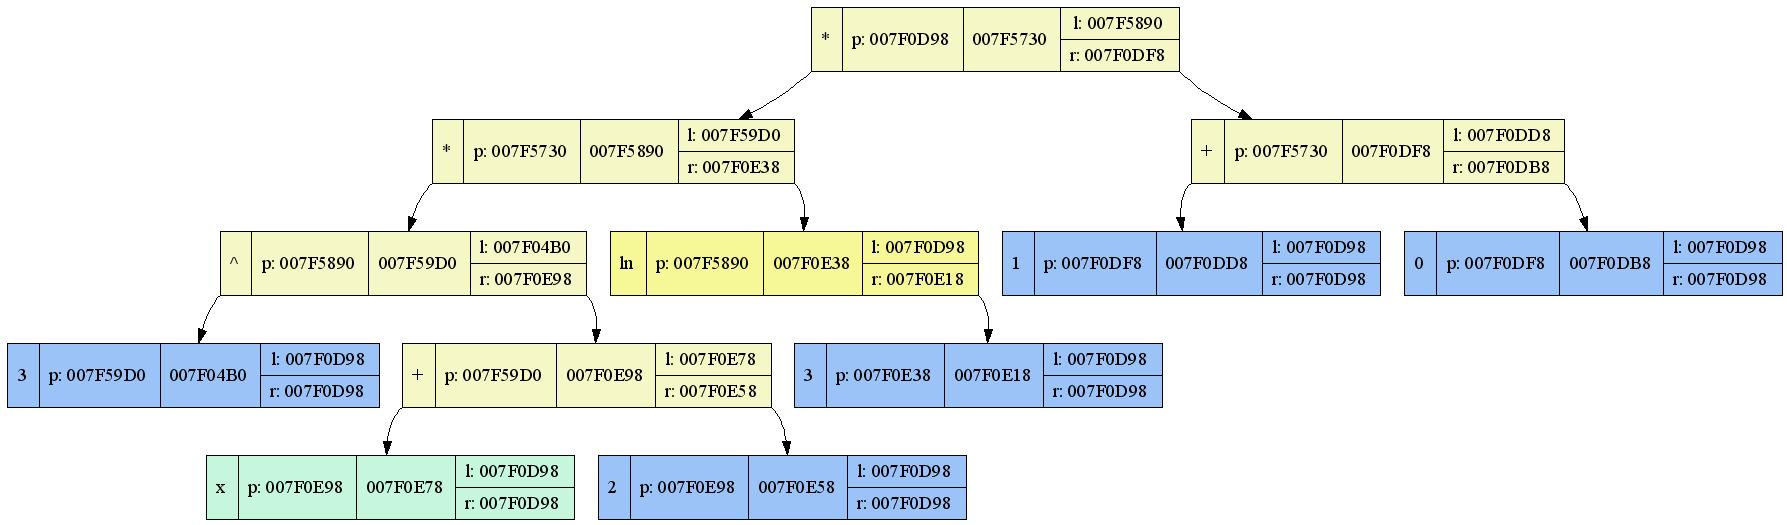 * p: 007F0D98 007F5730 l: 007F5890
r: 007F0DF8
* p: 007F5730 007F5890 l: 007F59D0
r: 007F0E38
+ p: 007F5730 007F0DF8 l: 007F0DD8
r: 007F0DB8
^ p: 007F5890 007F59D0 l: 007F04B0
r: 007F0E98
ln p: 007F5890 007F0E38 l: 007F0D98
r: 007F0E18
1 p: 007F0DF8 007F0DD8 l: 007F0D98
r: 007F0D98
0 p: 007F0DF8 007F0DB8 l: 007F0D98
r: 007F0D98
3 p: 007F59D0 007F04B0 l: 007F0D98
r: 007F0D98
+ p: 007F59D0 007F0E98 l: 007F0E78
r: 007F0E58
3 p: 007F0E38 007F0E18 l: 007F0D98
r: 007F0D98
x p: 007F0E98 007F0E78 l: 007F0D98
r: 007F0D98
2 p: 007F0E98 007F0E58 l: 007F0D98
r: 007F0D98